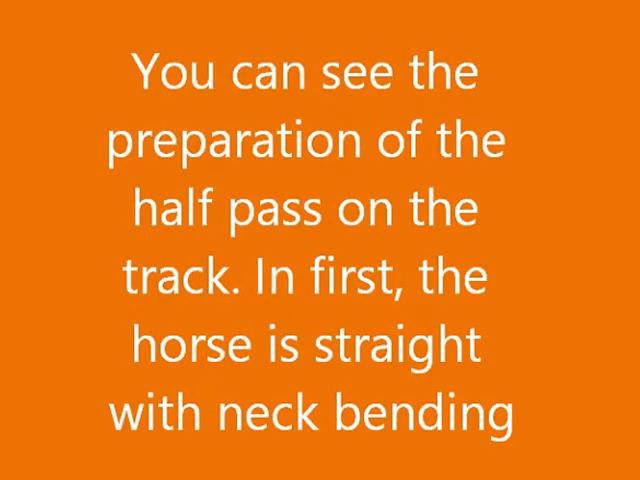 You can see the
preparation of the
half pass on the
track. In first, the
horse is straight
with neck bending